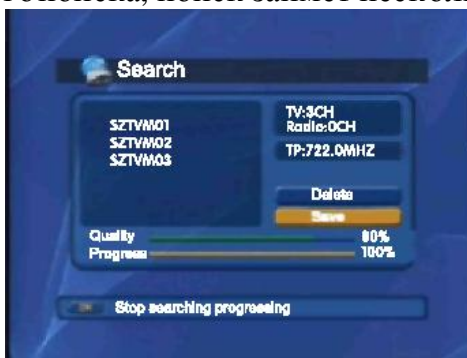 Search
SZTVM01
SZTVM02
SZTVM03
TV:3CH
Radio:0CH
TP:722.0MHZ
Delete
Save
Quality 80%
Progress 100%
Stop searching progressing